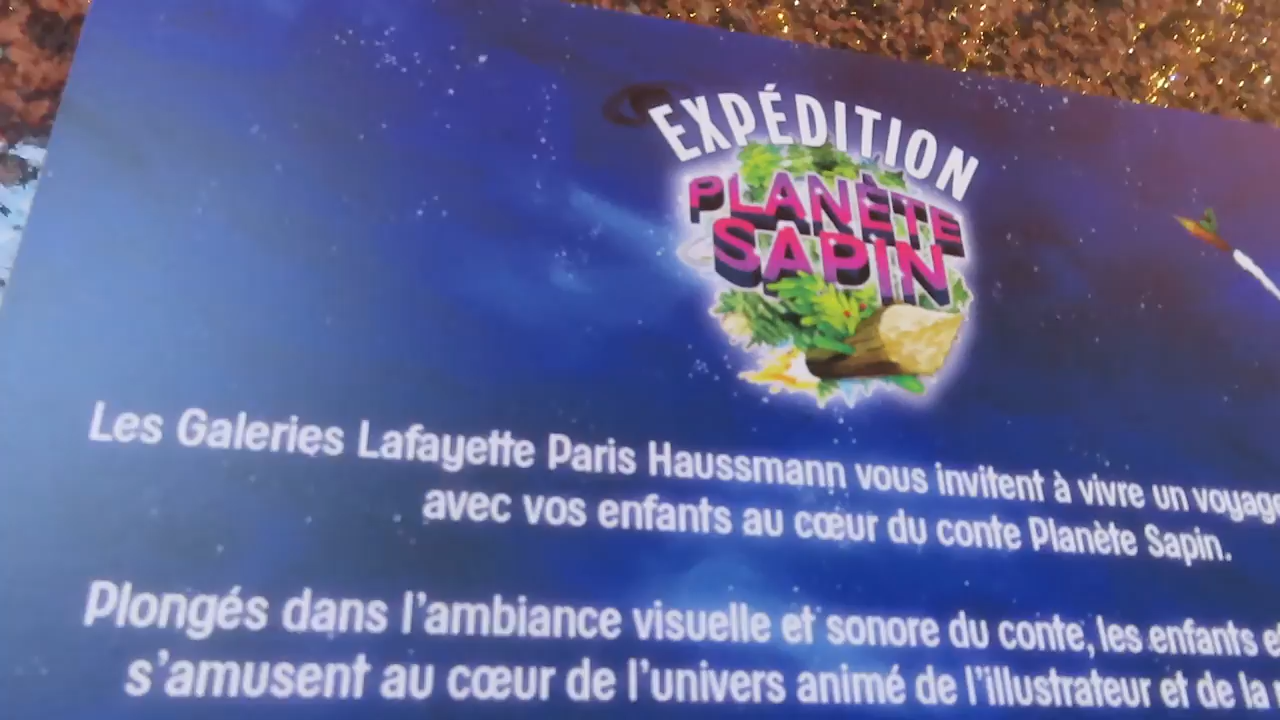 EXPÉDITION
PLANÈTE
SAPIN
Les Galeries Lafayette Paris Haussmann vous invitent à vivre un
avec vos enfants au cœur du conte Planète Sapin.
Plongés dans l'ambiance visuelle et sonore du conte, les enfants
s'amusent au cœur de l'univers animé de l'illustrateur et de la